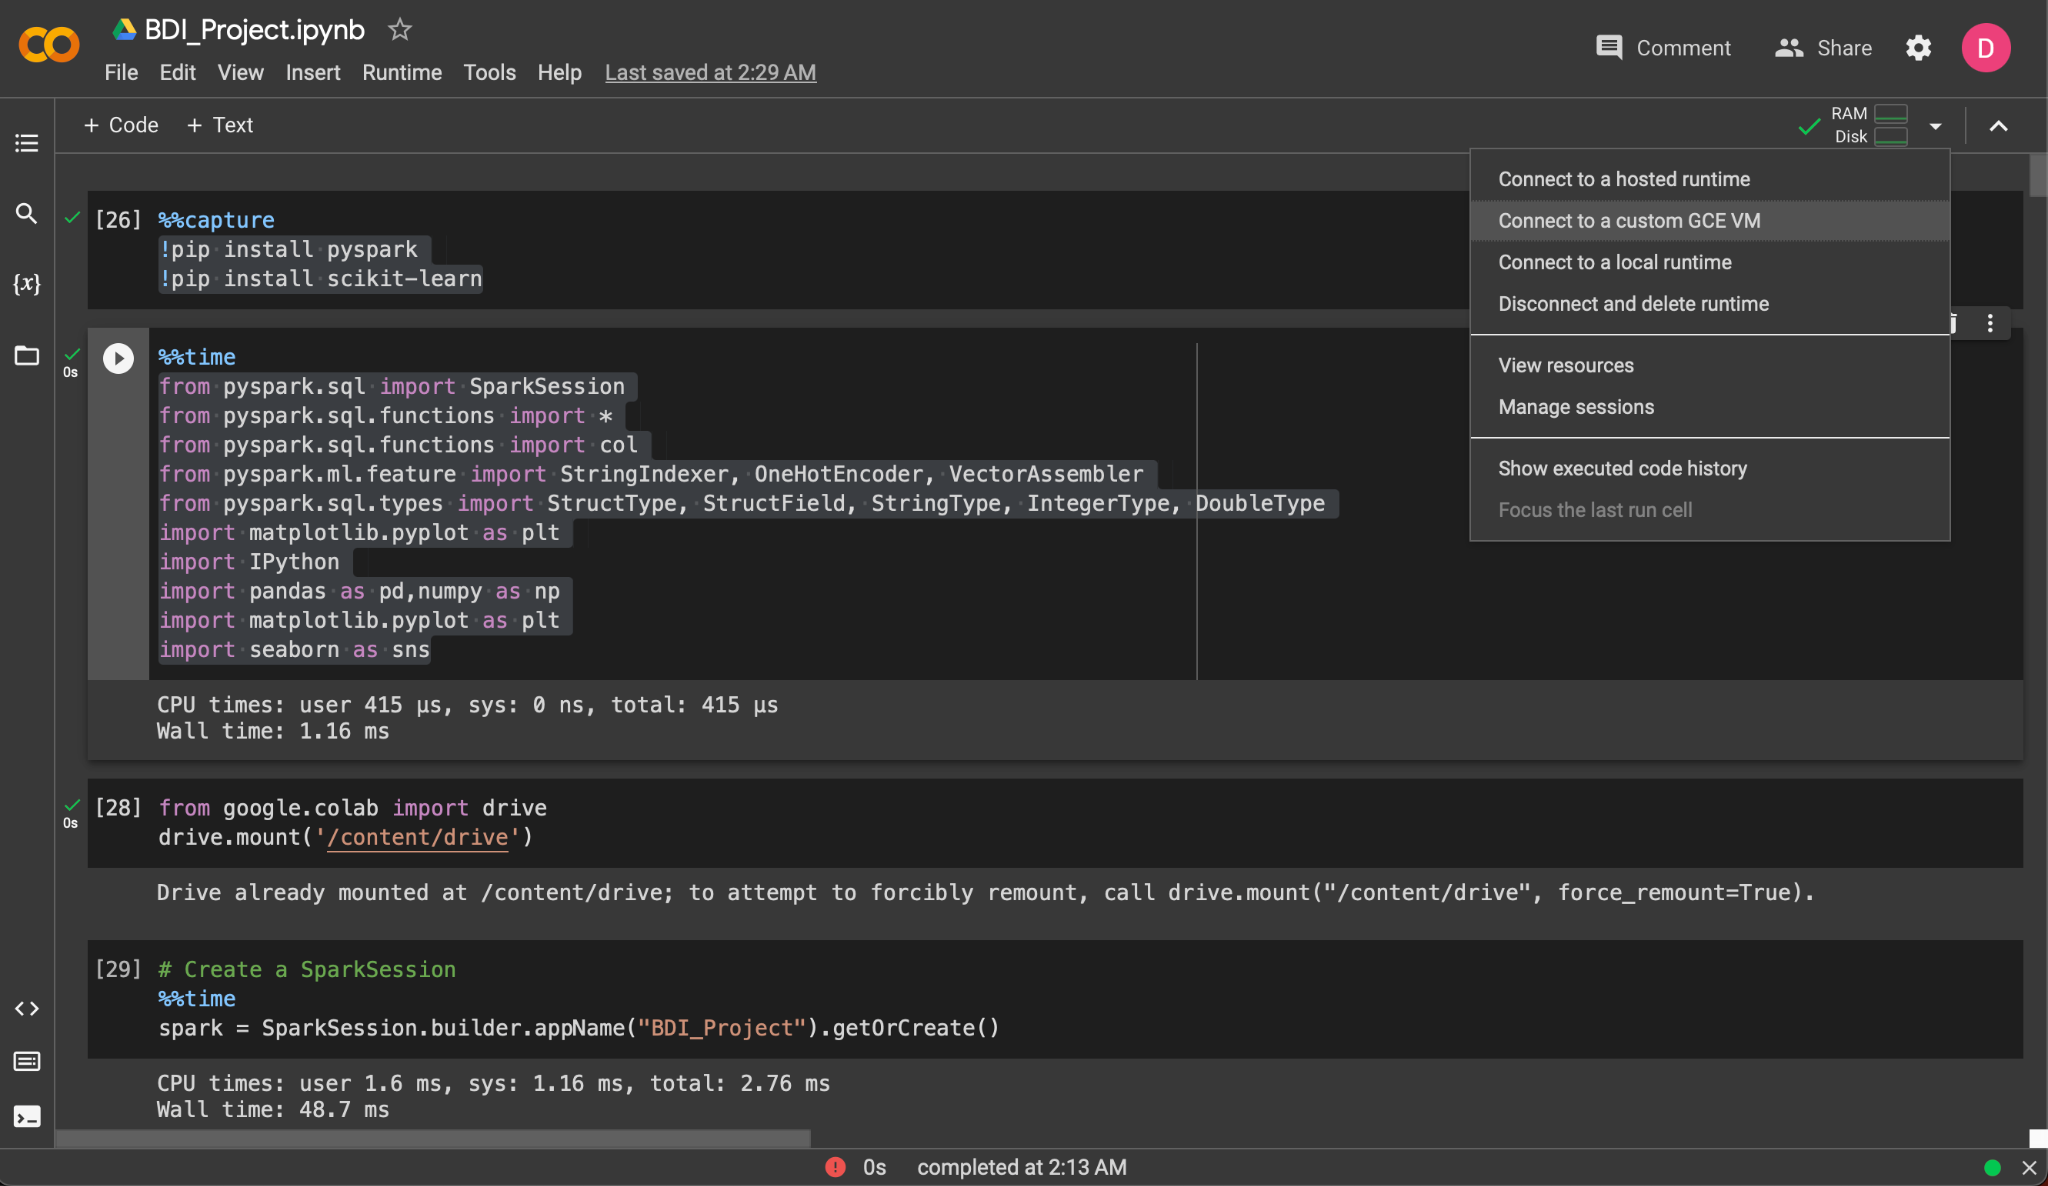 BDI_Project.ipynb
File Edit View Insert Runtime Tools Help Last saved at 2:29 AM
Comment Share D
+ Code + Text
RAM
Disk
Connect to a hosted runtime
Connect to a custom GCE VM
Connect to a local runtime
Disconnect and delete runtime
View resources
Manage sessions
Show executed code history
Focus the last run cell
{x}
[26] %%capture
!pip install pyspark
!pip install scikit-learn
0s
%%time
from pyspark.sql import SparkSession
from pyspark.sql.functions import *
from pyspark.sql.functions import col
from pyspark.ml.feature import StringIndexer, OneHotEncoder, VectorAssembler
from pyspark.sql.types import StructType, StructField, StringType, IntegerType, DoubleType
import matplotlib.pyplot as plt
import IPython
import pandas as pd,numpy as np
import matplotlib.pyplot as plt
import seaborn as sns
CPU times: user 415 µs, sys: 0 ns, total: 415 µs
Wall time: 1.16 ms
0s
[28] from google.colab import drive
drive.mount('/content/drive')
Drive already mounted at /content/drive; to attempt to forcibly remount, call drive.mount("/content/drive", force_remount=True).
[29] # Create a SparkSession
%%time
spark = SparkSession.builder.appName("BDI_Project").getOrCreate()
CPU times: user 1.6 ms, sys: 1.16 ms, total: 2.76 ms
Wall time: 48.7 ms
0s completed at 2:13 AM